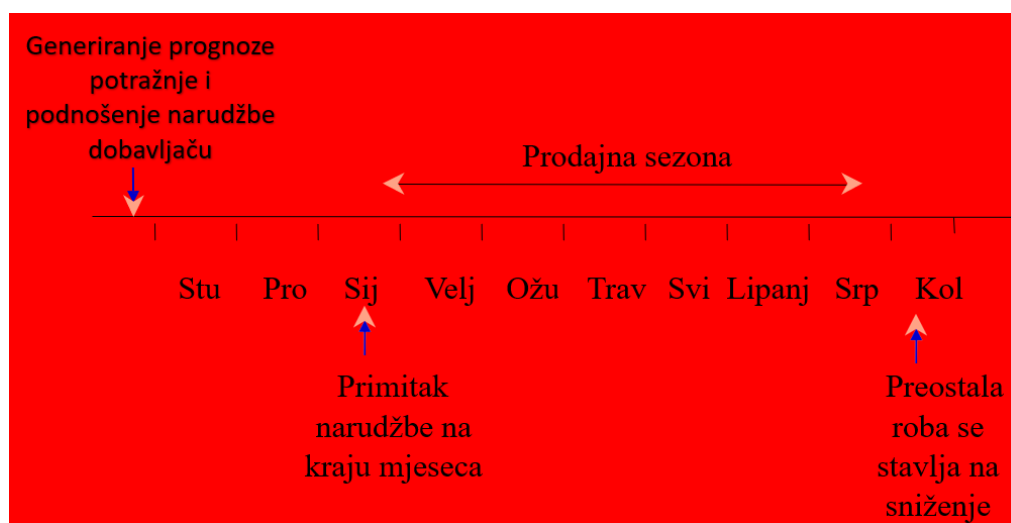 Generiranje prognoze
potražnje i
podnošenje narudžbe
dobavljaču
Prodajna sezona
Stu Pro Sij Velj Ožu Trav Svi Lipanj Srp Kol
Primitak
narudžbe na
kraju mjeseca
Preostala
roba se
stavlja na
sniženje